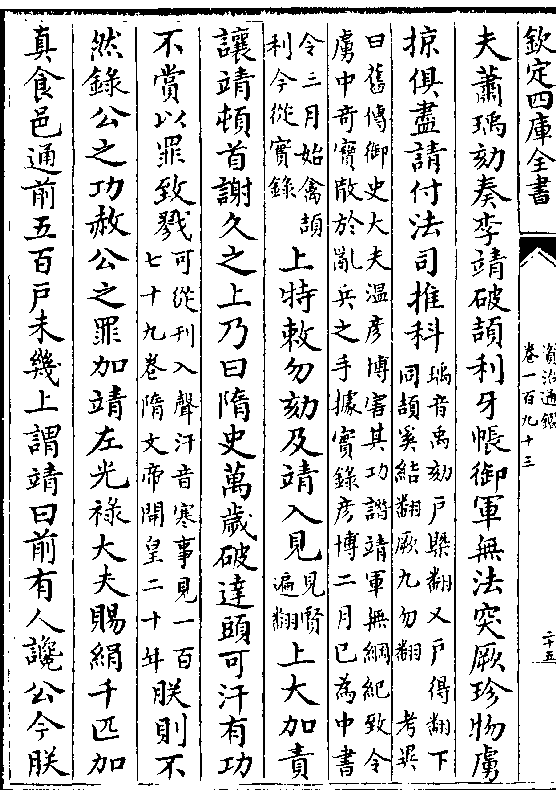 欽定四庫全書
資治通鑑
卷一百九十三
二十五
夫蕭瑀劾奏李靖破頡利牙帳御軍無法突厥珍物虜
掠俱盡請付法司推科瑀音禹劾戶槩翻又戶得翻下
同頡奚結翻厥九勿翻 考異
曰舊傳御史大夫温彦博害其功譖靖軍無綱紀致令
虜中奇寶散於亂兵之手據實錄彦博二月已為中書
令三月始禽頡
利今從實錄上特敕勿劾及靖入見見賢
遍翻上大加責
讓靖頓首謝久之上乃曰隋史萬歲破達頭可汗有功
不賞以罪致戮可從刊入聲汗音寒事見一百
七十九卷隋文帝開皇二十年朕則不
然錄公之功赦公之罪加靖左光祿大夫賜絹千匹加
真食邑通前五百戶未幾上謂靖曰前有人讒公今朕